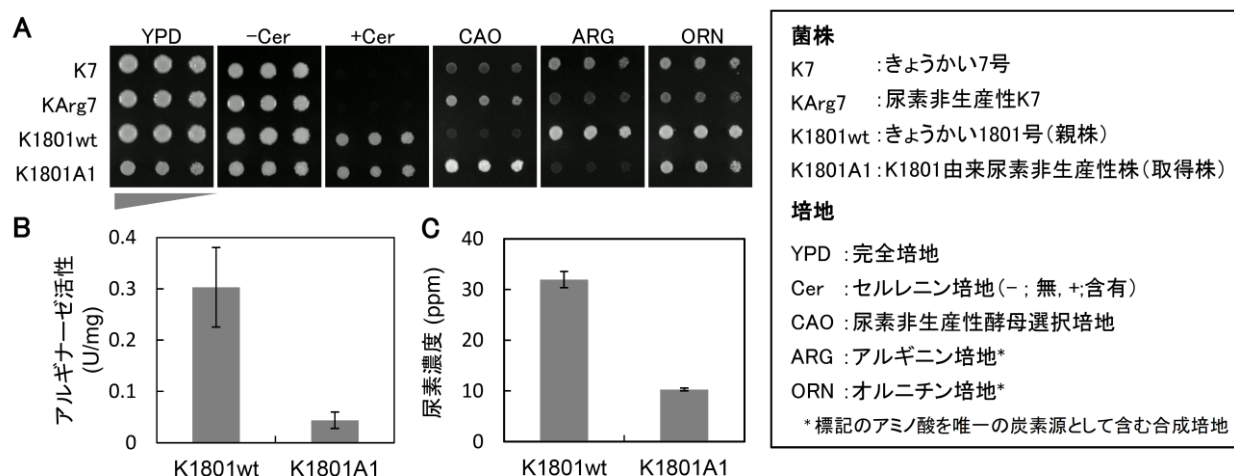 A
YPD
−Cer
+Cer
CAO
ARG
ORN
K7
KArg7
K1801wt
K1801A1
B
アルギナーゼ活性
(U/mg)
0.4
0.3
0.2
0.1
0
K1801wt
K1801A1
C
尿素濃度 (ppm)
40
30
20
10
0
K1801wt
K1801A1
菌株
K7 :きょうかい7号
KArg7 :尿素非生産性K7
K1801wt :きょうかい1801号(親株)
K1801A1 :K1801由来尿素非生産性株(取得株)
培地
YPD :完全培地
Cer :セルレニン培地(− ; 無, +;含有)
CAO :尿素非生産性酵母選択培地
ARG :アルギニン培地*
ORN :オルニチン培地*
*標記のアミノ酸を唯一の炭素源として含む合成培地